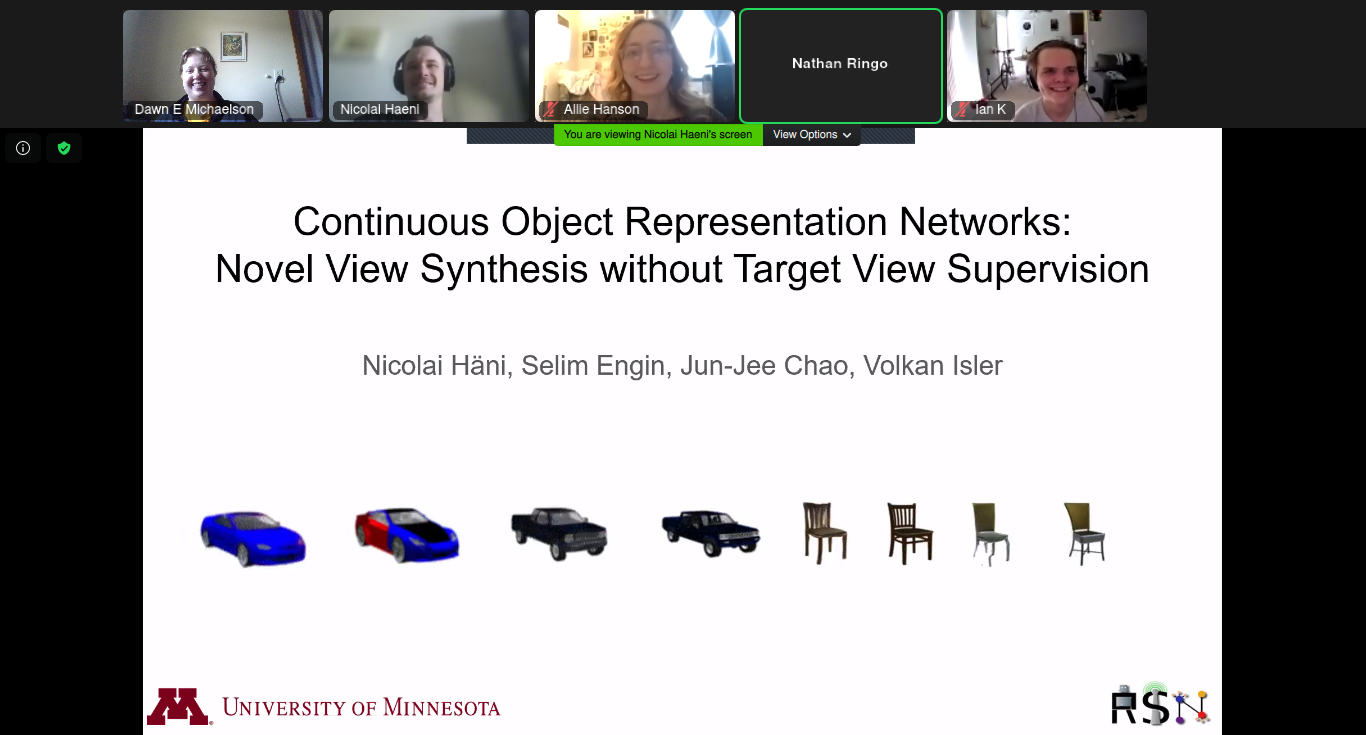 Dawn E Michaelson
Nicolai Haeni
Allie Hanson
Nathan Ringo
Ian K
You are viewing Nicolai Haeni's screen
View Options
Continuous Object Representation Networks:
Novel View Synthesis without Target View Supervision
Nicolai Häni, Selim Engin, Jun-Jee Chao, Volkan Isler
M
UNIVERSITY OF MINNESOTA
RSN